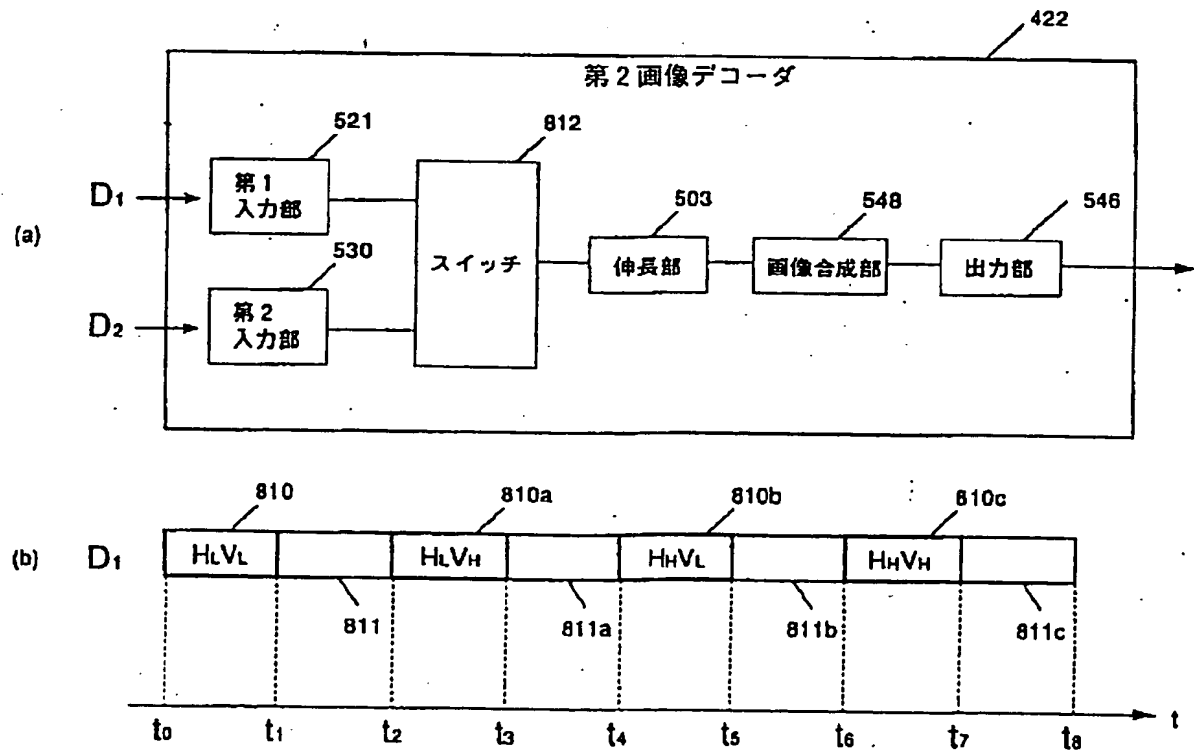 422
第2画像デコーダ
521
812
D1
第1
入力部
(a)
503
548
546
530
スイッチ
伸長部
画像合成部
出力部
D2
第2
入力部
810
810a
810b
810c
(b)
D1
HLVL
HLVH
HHVL
HHVH
811
811a
811b
811c
t0 t1 t2 t3 t4 t5 t6 t7 t8
t